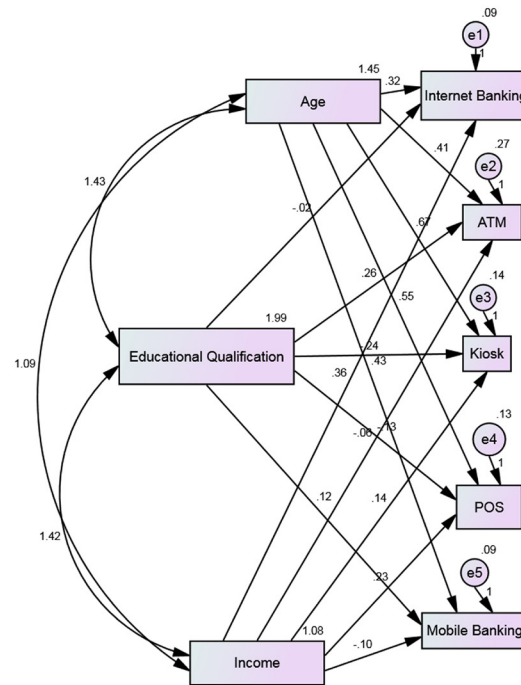 .09
e1
1
1.45
.32
Age
Internet Banking
.27
e2
1.43
.41
1
-.02
ATM
.67
.14
.26
e3
.55
1
1.99
Educational Qualification
-.24
Kiosk
1.09
.36
.43
.13
-.06
-.13
e4
1
.12
.14
POS
1.42
.09
e5
.23
1
1.08
Mobile Banking
Income
-.10